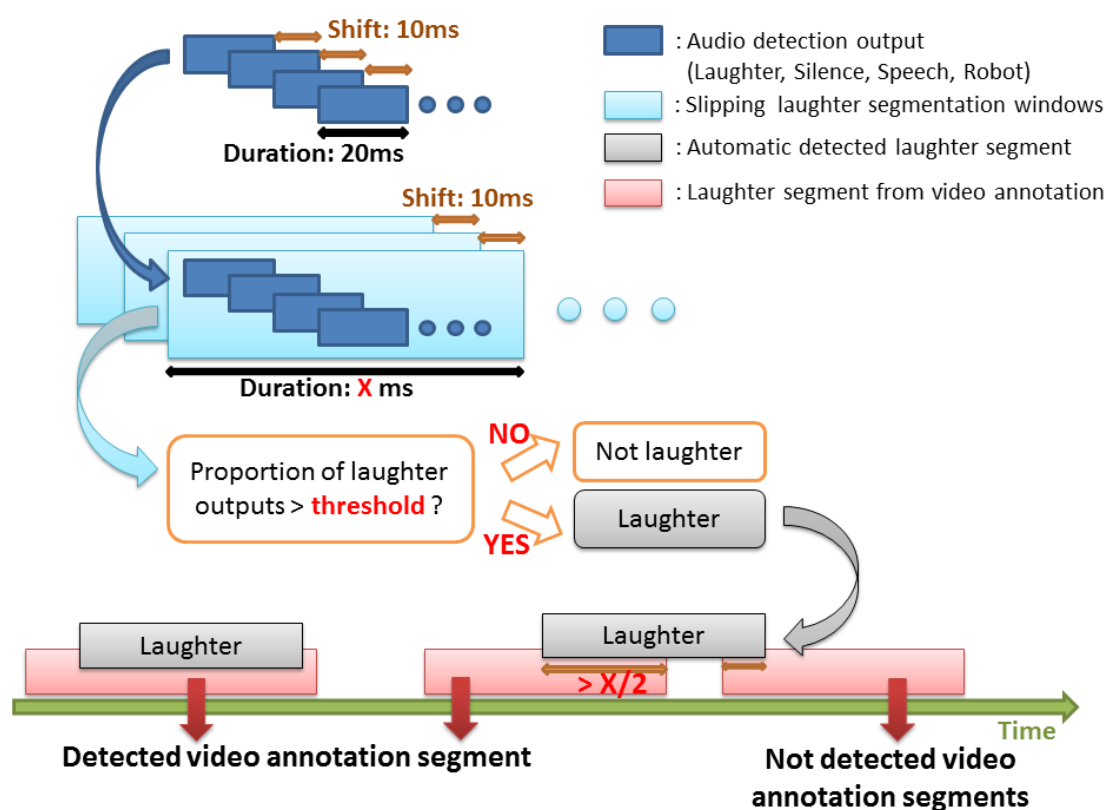 Shift: 10ms
Duration: 20ms
: Audio detection output
(Laughter, Silence, Speech, Robot)
: Slipping laughter segmentation windows
: Automatic detected laughter segment
: Laughter segment from video annotation
Shift: 10ms
Duration: X ms
Proportion of laughter
outputs > threshold ?
NO
Not laughter
YES
Laughter
Laughter
Laughter
> X/2
Time
Detected video annotation segment
Not detected video
annotation segments